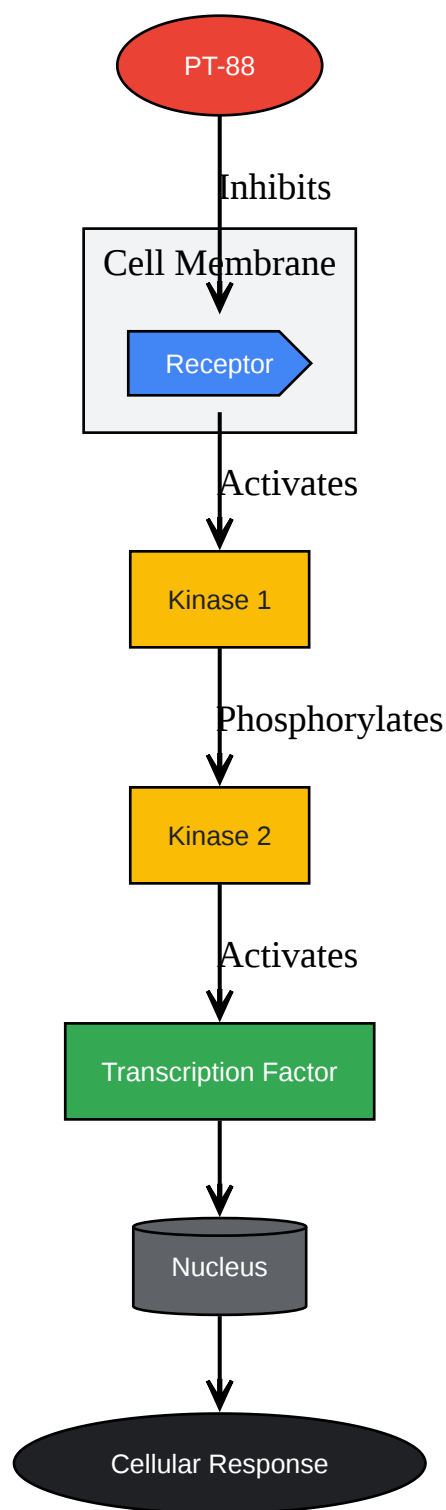 PT-88
Inhibits
Cell Membrane
Receptor
Activates
Kinase 1
Phosphorylates
Kinase 2
Activates
Transcription Factor
Nucleus
Cellular Response